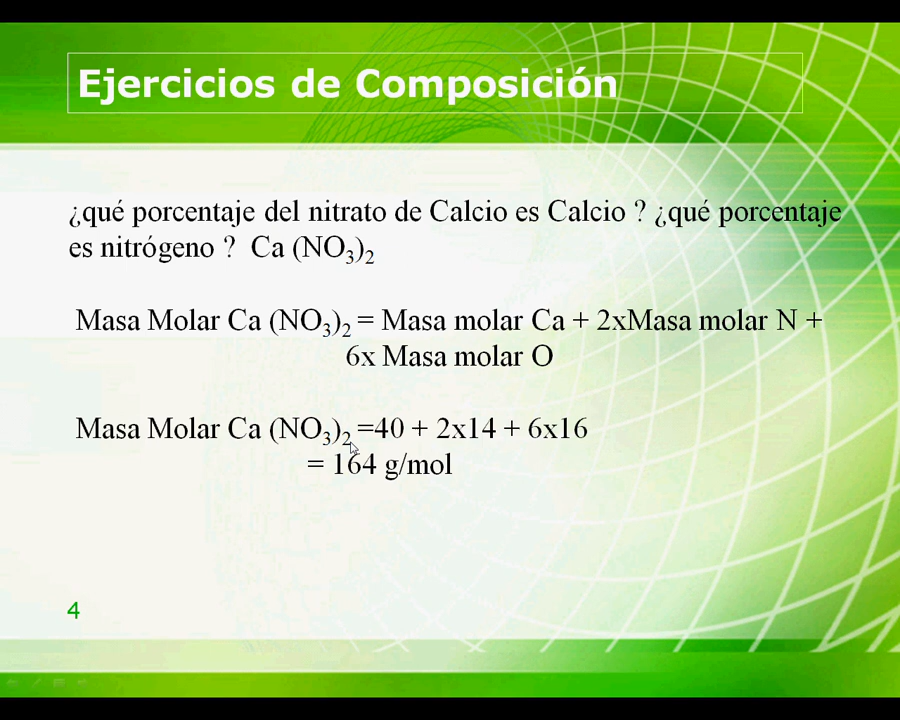 Ejercicios de Composición
¿qué porcentaje del nitrato de Calcio es Calcio ? ¿qué porcentaje
es nitrógeno ? Ca (NO₃)₂
Masa Molar Ca (NO₃)₂ = Masa molar Ca + 2xMasa molar N +
6x Masa molar O
Masa Molar Ca (NO₃)₂ =40 + 2x14 + 6x16
= 164 g/mol
4